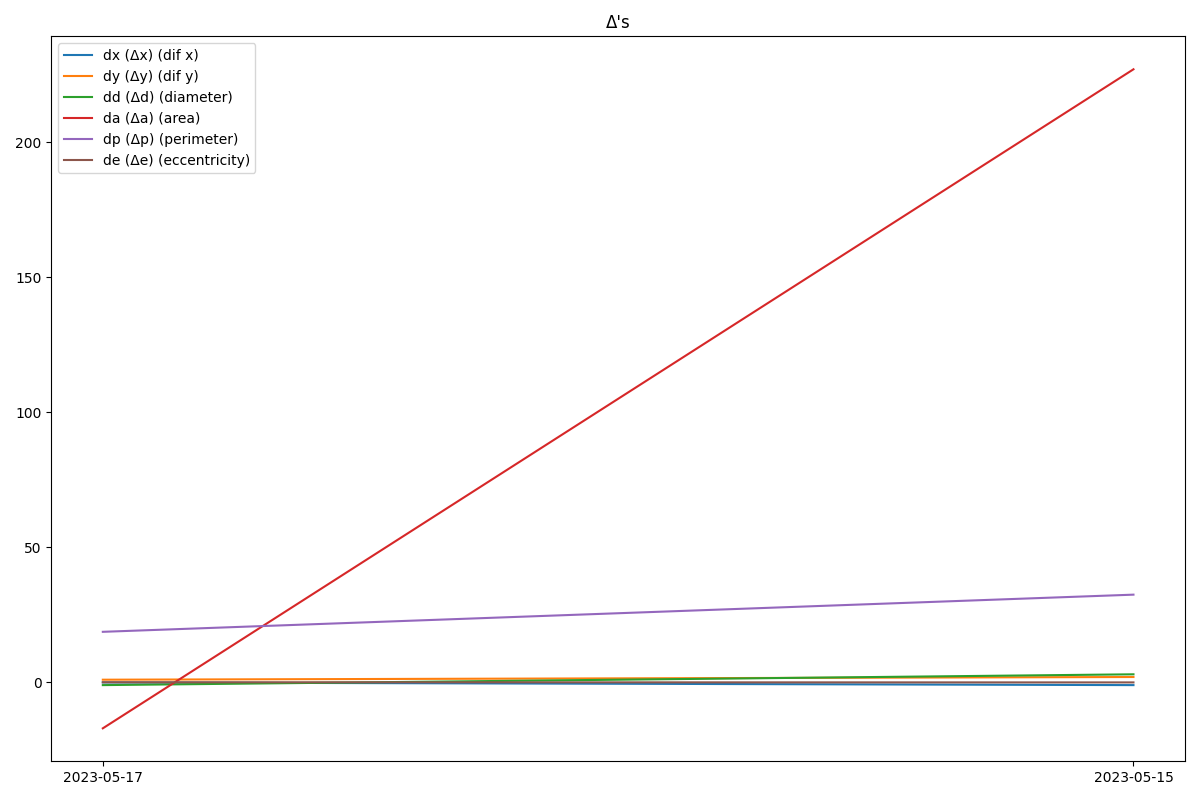 Δ's
dx (Δx) (dif x)
dy (Δy) (dif y)
dd (Δd) (diameter)
da (Δa) (area)
dp (Δp) (perimeter)
de (Δe) (eccentricity)
200
150
100
50
0
2023-05-17
2023-05-15